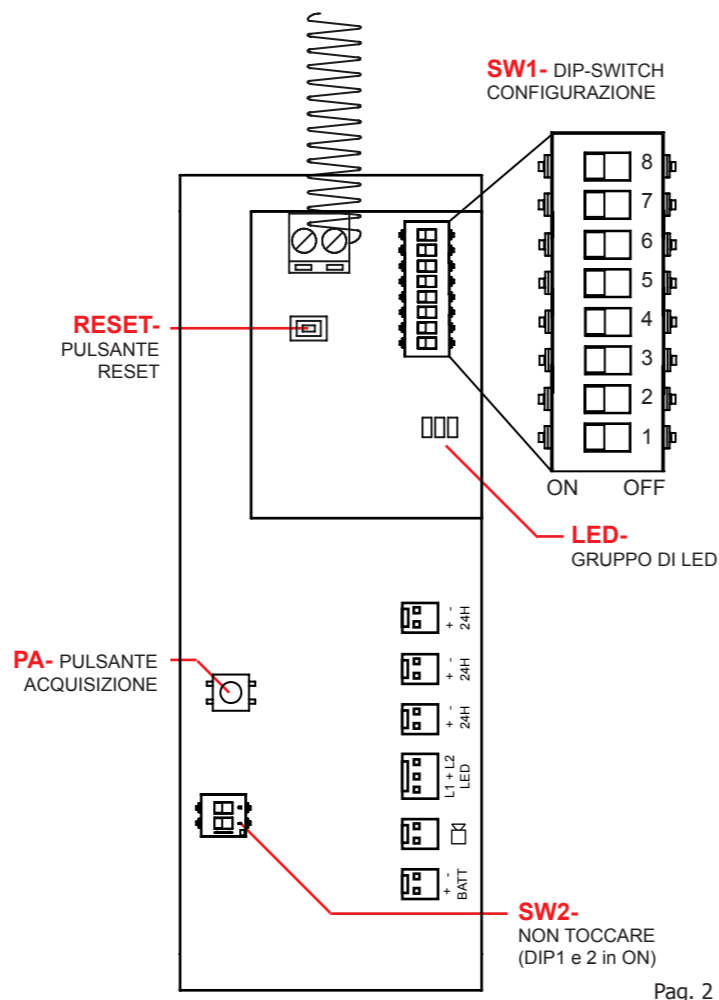 SW1- DIP-SWITCH
CONFIGURAZIONE
8
7
6
5
4
3
2
1
ON OFF
RESET-
PULSANTE
RESET
LED-
GRUPPO DI LED
PA- PULSANTE
ACQUISIZIONE
+ -
24H
+ -
24H
+ -
24H
L1 + L2
LED
+ -
BATT
SW2-
NON TOCCARE
(DIP1 e 2 in ON)
Pag. 2